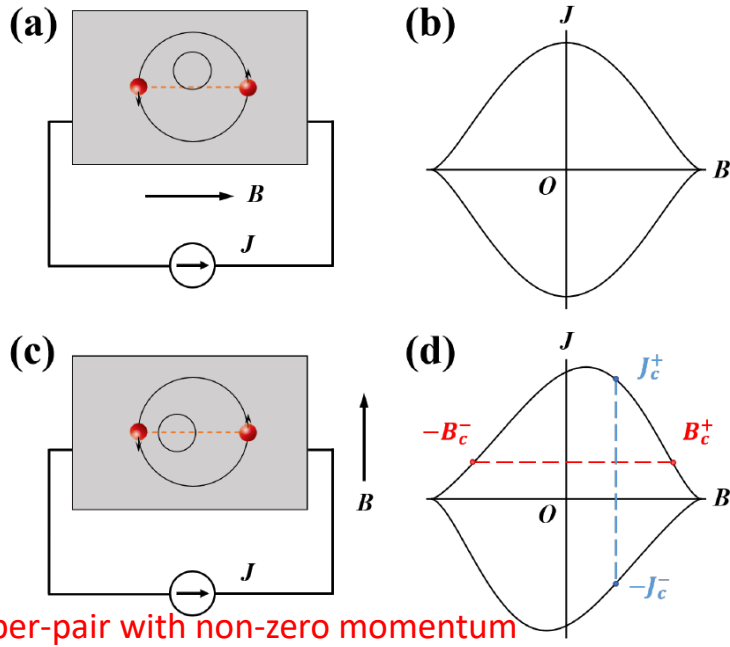 (a)
B
J
(b)
J
O
B
(c)
B
J
(d)
J
J_c^+
-B_c^-
B_c^+
O
B
-J_c^-
per-pair with non-zero momentum